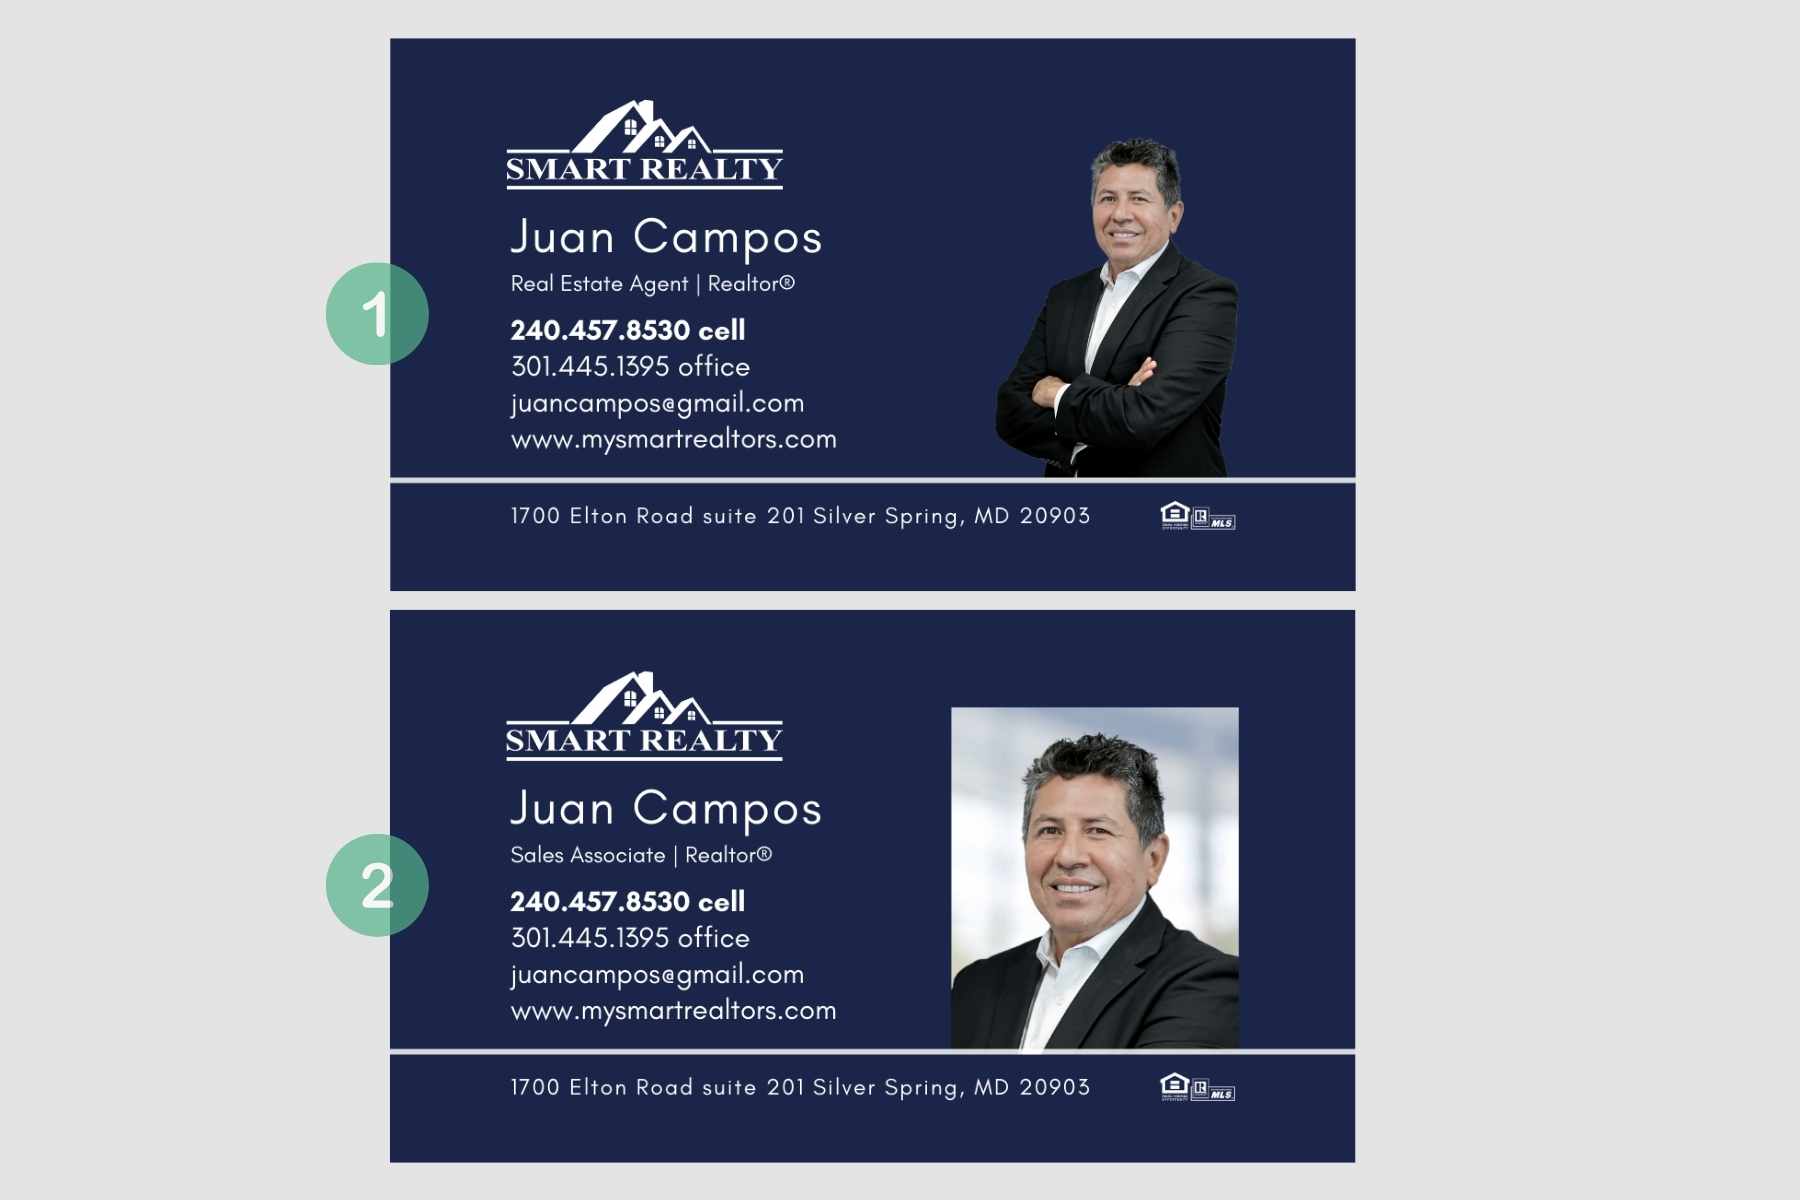 SMART REALTY
Juan Campos
Real Estate Agent | Realtor®
1
240.457.8530 cell
301.445.1395 office
juancampos@gmail.com
www.mysmartrealtors.com
1700 Elton Road suite 201 Silver Spring, MD 20903
R
MLS
SMART REALTY
Juan Campos
Sales Associate | Realtor®
2
240.457.8530 cell
301.445.1395 office
juancampos@gmail.com
www.mysmartrealtors.com
1700 Elton Road suite 201 Silver Spring, MD 20903
R
MLS